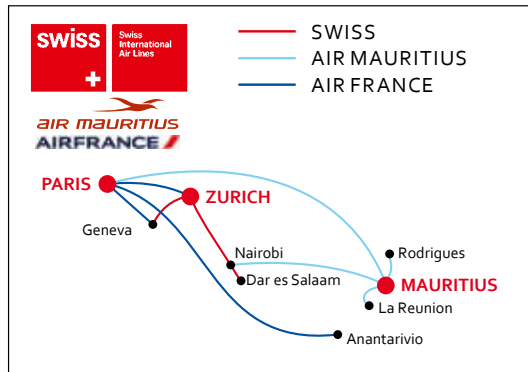 swiss
Swiss
International
Air Lines
SWISS
AIR MAURITIUS
AIR FRANCE
AIR MAURITIUS
AIRFRANCE
PARIS
ZURICH
Geneva
Nairobi
Rodrigues
Dar es Salaam
MAURITIUS
La Reunion
Anantarivio